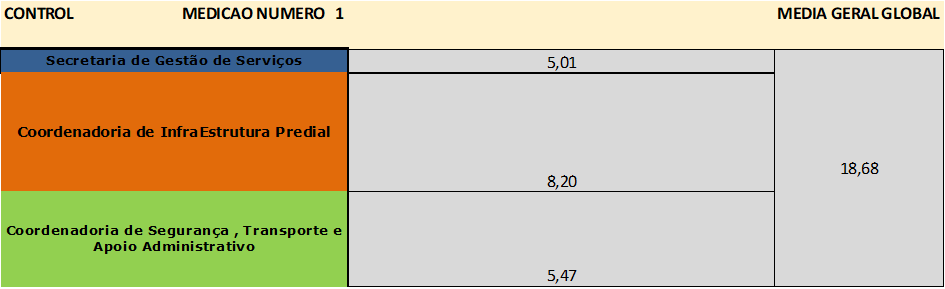 CONTROL MEDICAO NUMERO 1 MEDIA GERAL GLOBAL
Secretaria de Gestão de Serviços 5,01
Coordenadoria de InfraEstrutura Predial
8,20
18,68
Coordenadoria de Segurança , Transporte e
Apoio Administrativo
5,47